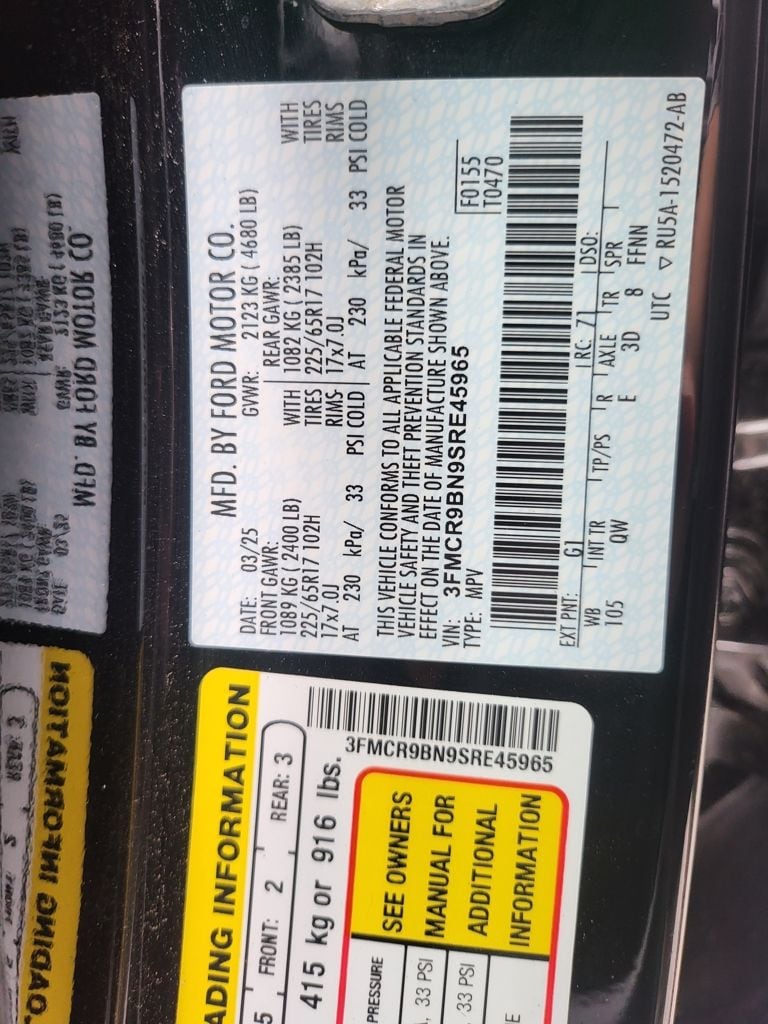 MFD. BY FORD MOTOR CO.
DATE: 03/25 GVWR: 2123 KG ( 4680 LB)
FRONT GAWR: REAR GAWR:
1089 KG ( 2400 LB) WITH 1082 KG ( 2385 LB) WITH
225/65R17 102H TIRES 225/65R17 102H TIRES
17x7.0J RIMS 17x7.0J RIMS
AT 230 kPa/ 33 PSI COLD AT 230 kPa/ 33 PSI COLD
THIS VEHICLE CONFORMS TO ALL APPLICABLE FEDERAL MOTOR
VEHICLE SAFETY AND THEFT PREVENTION STANDARDS IN
EFFECT ON THE DATE OF MANUFACTURE SHOWN ABOVE.
VIN: 3FMCR9BN9SRE45965 F0155
TYPE: MPV T0470
EXT PNT: G1 RC: 71 DSO:
WB INT TR TP/PS R AXLE TR SPR
105 QW E 3D 8 FFNN
UTC ▽ RU5A-1520472-AB
ADING INFORMATION
5 FRONT: 2 REAR: 3
415 kg or 916 lbs.
3FMCR9BN9SRE45965
PRESSURE
33 PSI
33 PSI
SEE OWNERS
MANUAL FOR
ADDITIONAL
INFORMATION